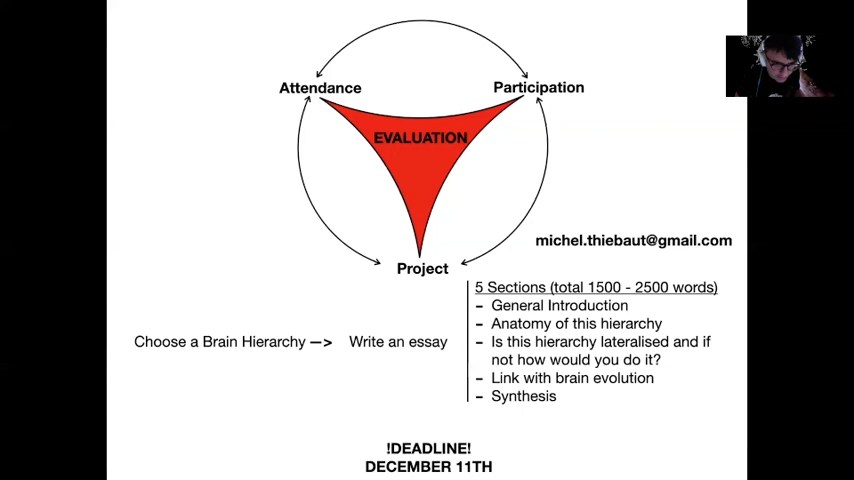 Attendance
Participation
EVALUATION
michel.thiebaut@gmail.com
Project
5 Sections (total 1500 - 2500 words)
- General Introduction
- Anatomy of this hierarchy
- Is this hierarchy lateralised and if
not how would you do it?
- Link with brain evolution
- Synthesis
Choose a Brain Hierarchy —> Write an essay
!DEADLINE!
DECEMBER 11TH